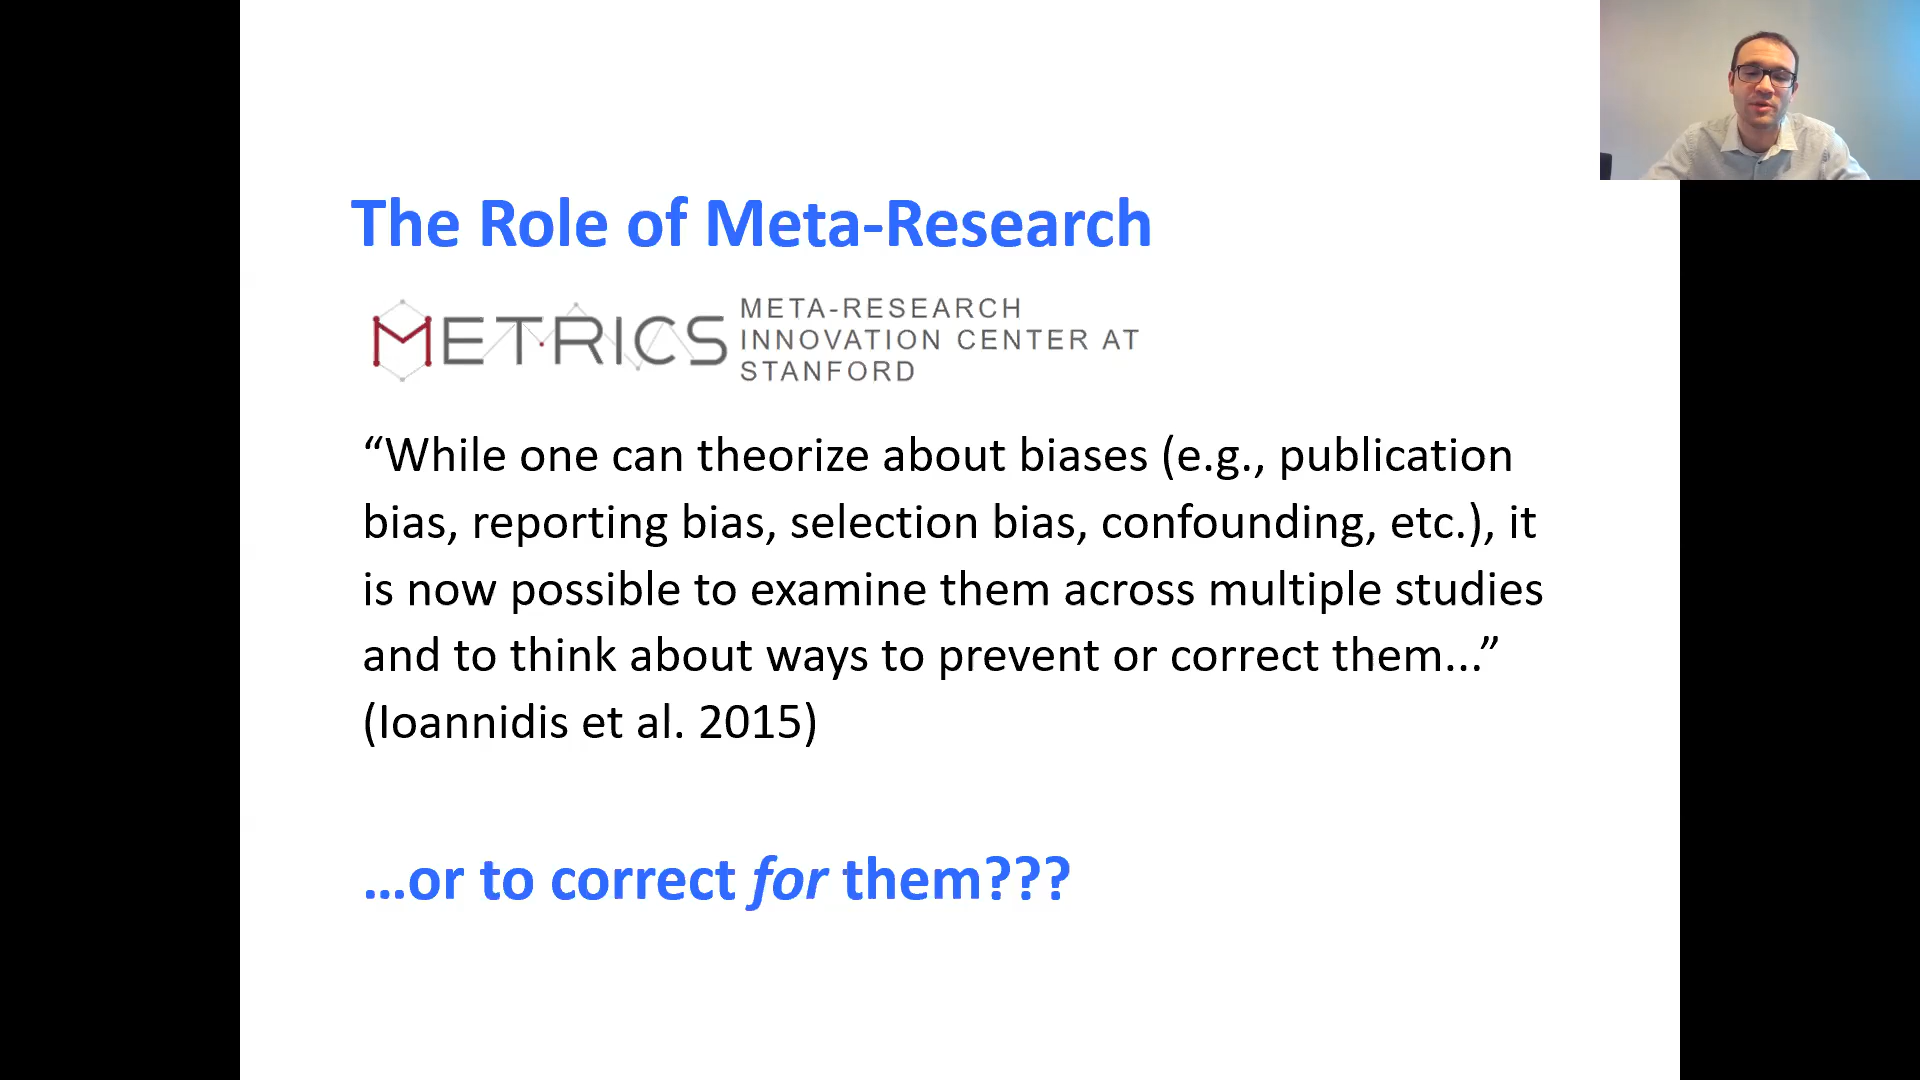 The Role of Meta-Research
METRICS
META-RESEARCH
INNOVATION CENTER AT
STANFORD
“While one can theorize about biases (e.g., publication
bias, reporting bias, selection bias, confounding, etc.), it
is now possible to examine them across multiple studies
and to think about ways to prevent or correct them...”
(Ioannidis et al. 2015)
...or to correct for them???